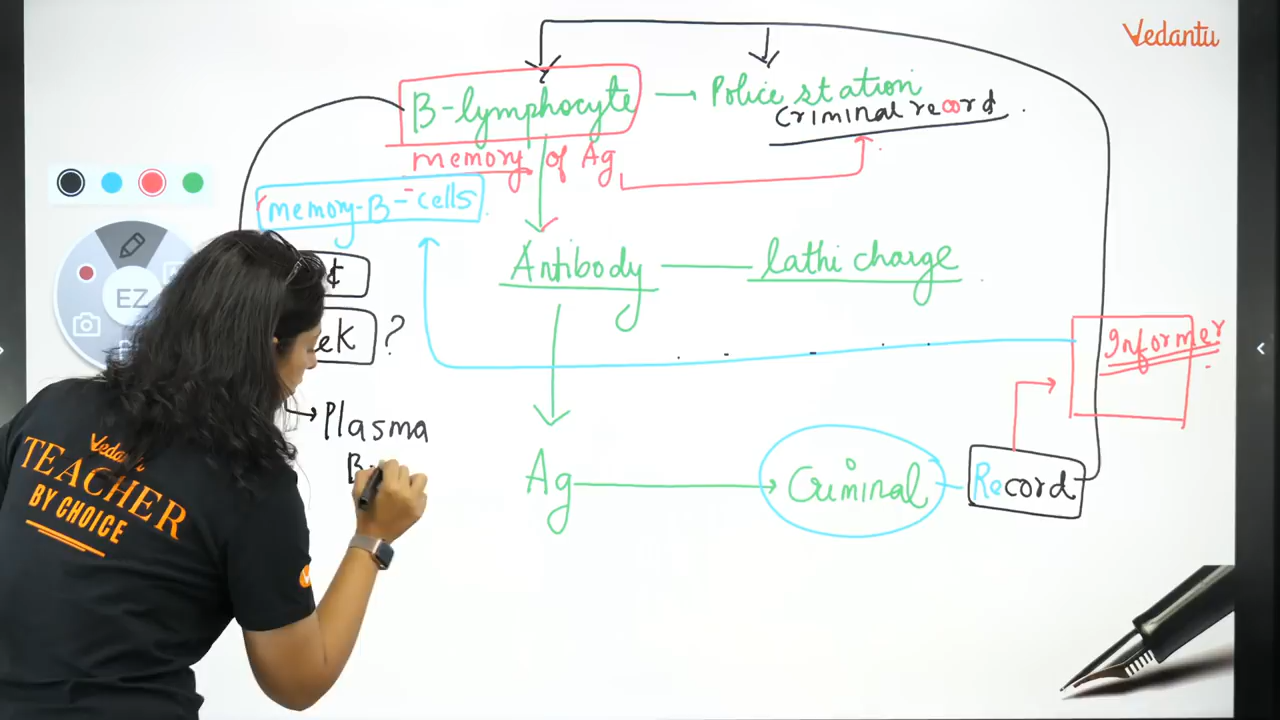 Vedantu
B-lymphocyte
Police station
Criminal record
memory of Ag
memory-B-cells
EZ
Antibody
lathi charge
?
Informer
Plasma
B-
Ag
Criminal
Record
Vedantu
TEACHER
BY CHOICE